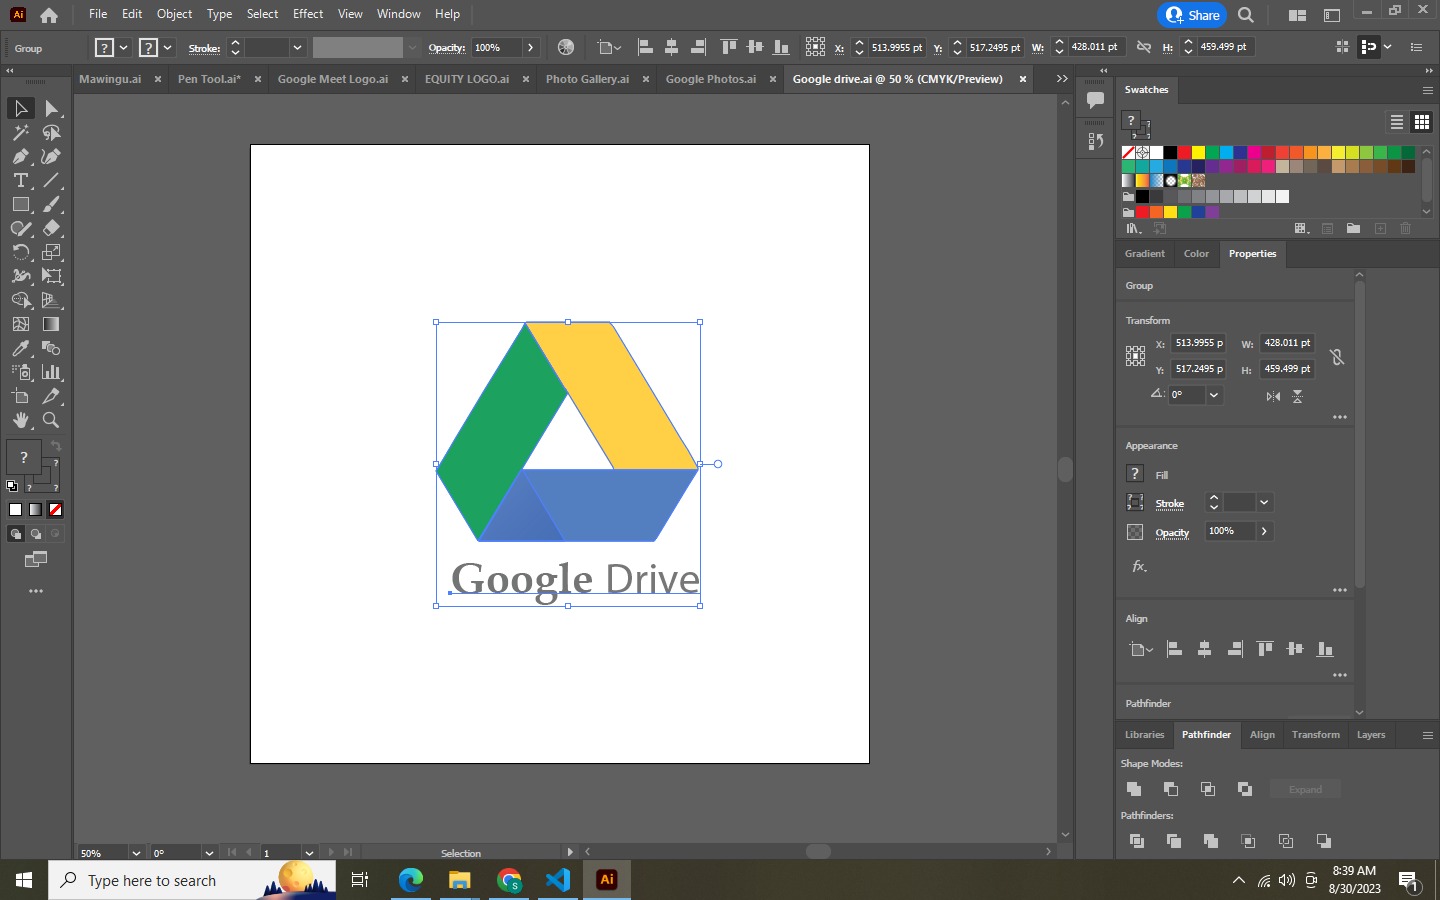 Ai File Edit Object Type Select Effect View Window Help Share
Group ? ? Stroke: Opacity: 100% X: 513.9955 pt Y: 517.2495 pt W: 428.011 pt H: 459.499 pt
Mawingu.ai × Pen Tool.ai* × Google Meet Logo.ai × EQUITY LOGO.ai × Photo Gallery.ai × Google Photos.ai × Google drive.ai @ 50 % (CMYK/Preview) ×
Swatches
Gradient Color Properties
Group
Transform
X: 513.9955 p W: 428.011 pt
Y: 517.2495 p H: 459.499 pt
0°
Appearance
? Fill
Stroke
Opacity 100%
fx
Align
Pathfinder
Libraries Pathfinder Align Transform Layers
Shape Modes:
Expand
Pathfinders:
Google Drive
50% 0° 1 Selection
Type here to search
Ai
8:39 AM
8/30/2023
1